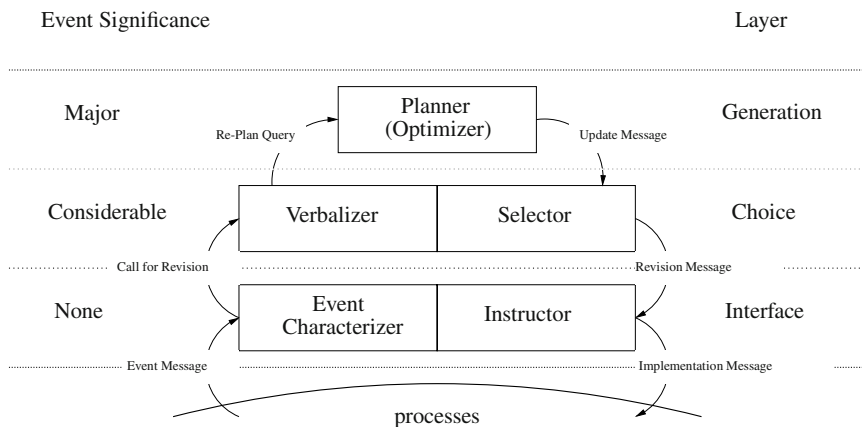 Event Significance
Layer
Major
Planner
(Optimizer)
Generation
Re-Plan Query
Update Message
Considerable
Verbalizer
Selector
Choice
Call for Revision
Revision Message
None
Event
Characterizer
Instructor
Interface
Event Message
Implementation Message
processes